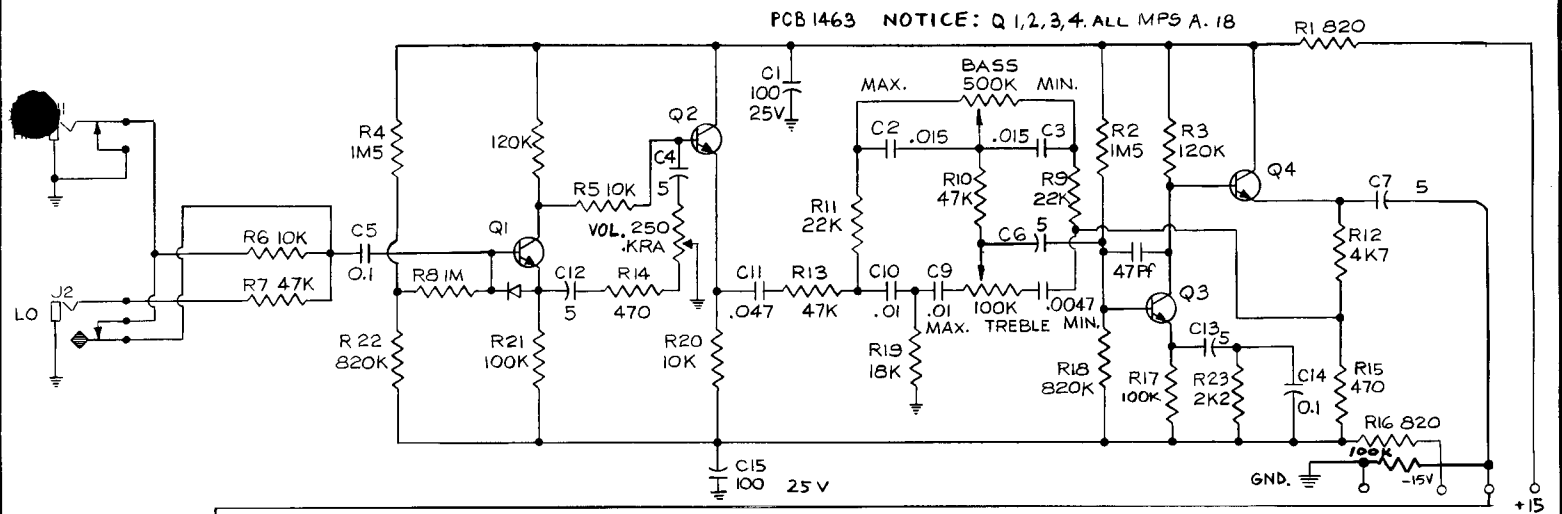 PCB 1463 NOTICE: Q 1,2,3,4. ALL MPS A. 18
R1 820
C1
100
25V
BASS
500K
MAX.
MIN.
Q2
R4
1M5
120K
C4
5
C2 .015
.015 C3
R2
1M5
R3
120K
Q4
C7 5
R5 10K
R10
47K
R9
22K
R11
22K
VOL. 250
KRA
Q1
R6 10K
C5
0.1
C6 5
R12
4K7
47Pf
R7 47K
J2
LO
R8 1M
C12
5
R14
470
C11
.047
R13
47K
C10
.01
C9
.01
100K
.0047
MAX. TREBLE MIN.
Q3
C13 5
R22
820K
R21
100K
R20
10K
R19
18K
R18
820K
R17
100K
R23
2K2
C14
0.1
R15
470
R16 820
100K
C15
100 25V
GND.
-15V
+15